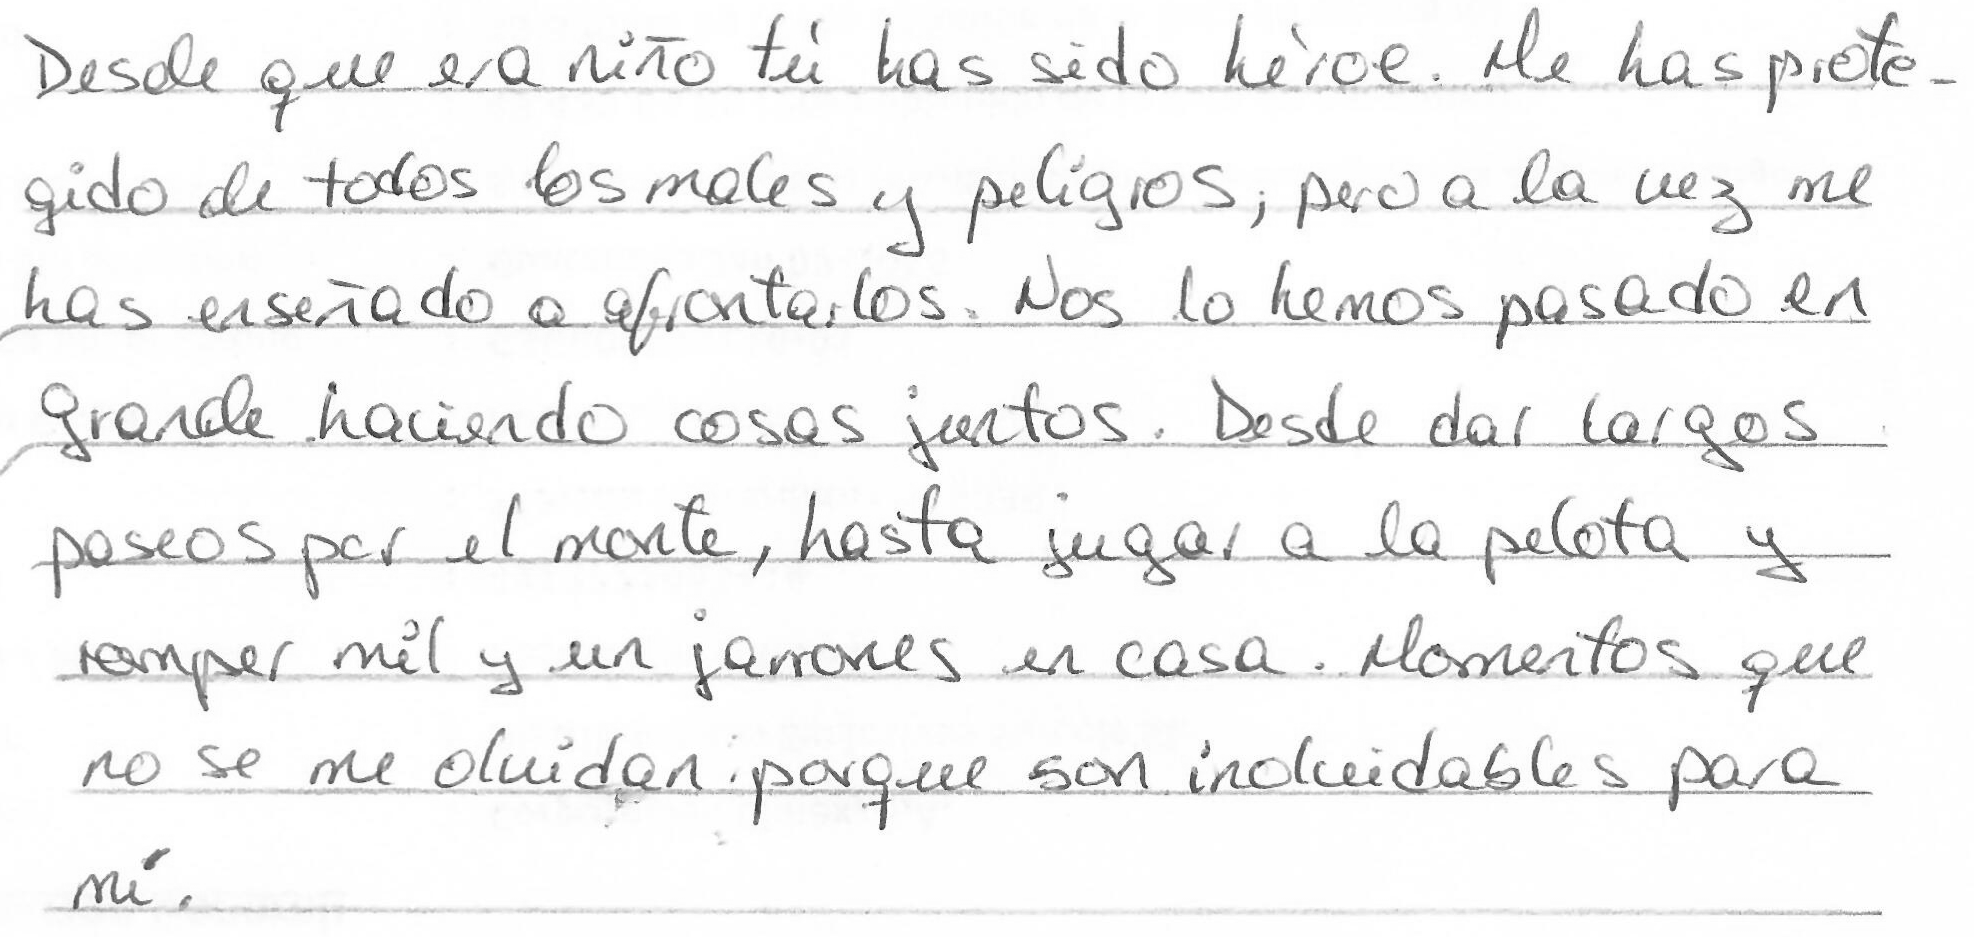 Desde que era niño tú has sido héroe. Me has prote-
gido de todos los males y peligros, pero a la vez me
has enseñado a afrontarlos. Nos lo hemos pasado en
grande haciendo cosas juntos. Desde dar largos
paseos por el monte, hasta jugar a la pelota y
romper mil y un jarrones en casa. Momentos que
no se me olvidan porque son inolvidables para
mí.